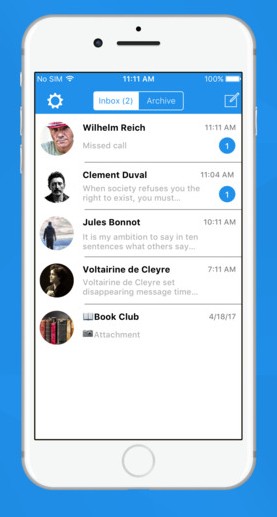 No SIM 11:11 AM 100%
Inbox (2) Archive
Wilhelm Reich 11:11 AM
Missed call 1
Clement Duval 11:04 AM
When society refuses you the 1
right to exist, you must...
Jules Bonnot 10:11 AM
It is my ambition to say in ten
sentences what others say...
Voltairine de Cleyre 7:11 AM
Voltairine de Cleyre set
disappearing message time...
📖Book Club 4/18/17
📷Attachment